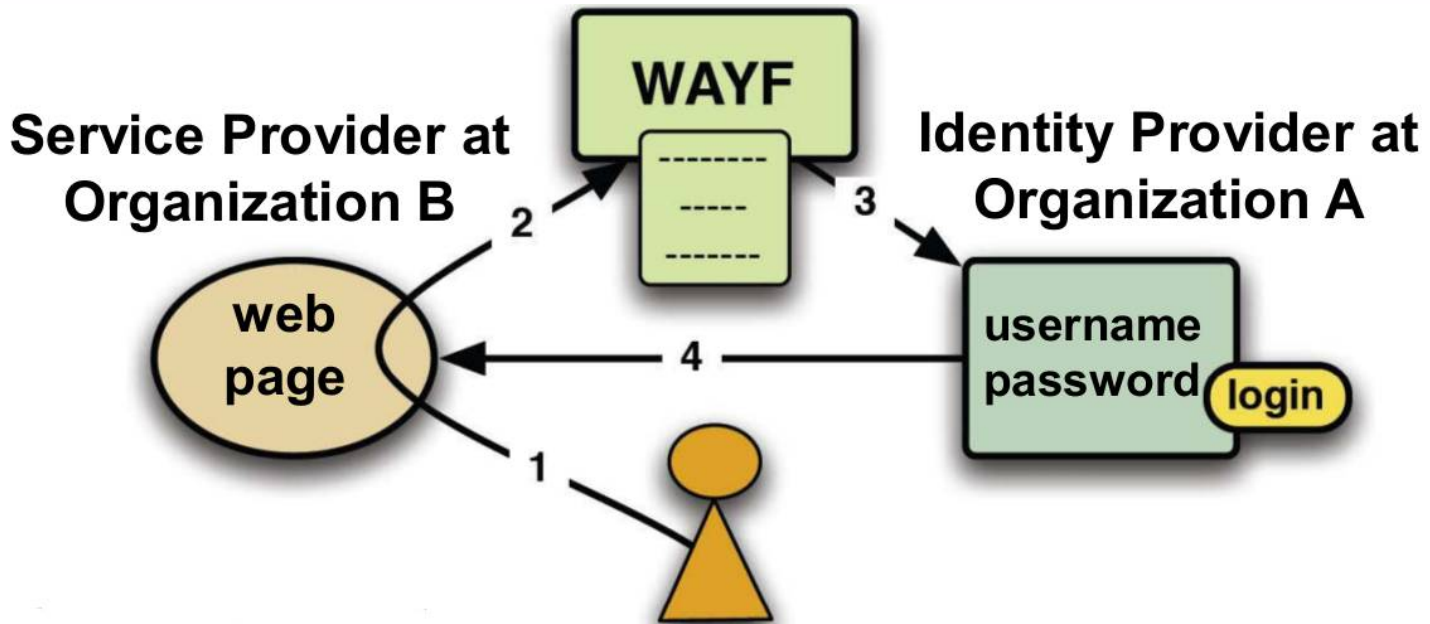 WAYF
--------
-----
-------
Service Provider at
Organization B
Identity Provider at
Organization A
2
3
web
page
username
password
login
4
1